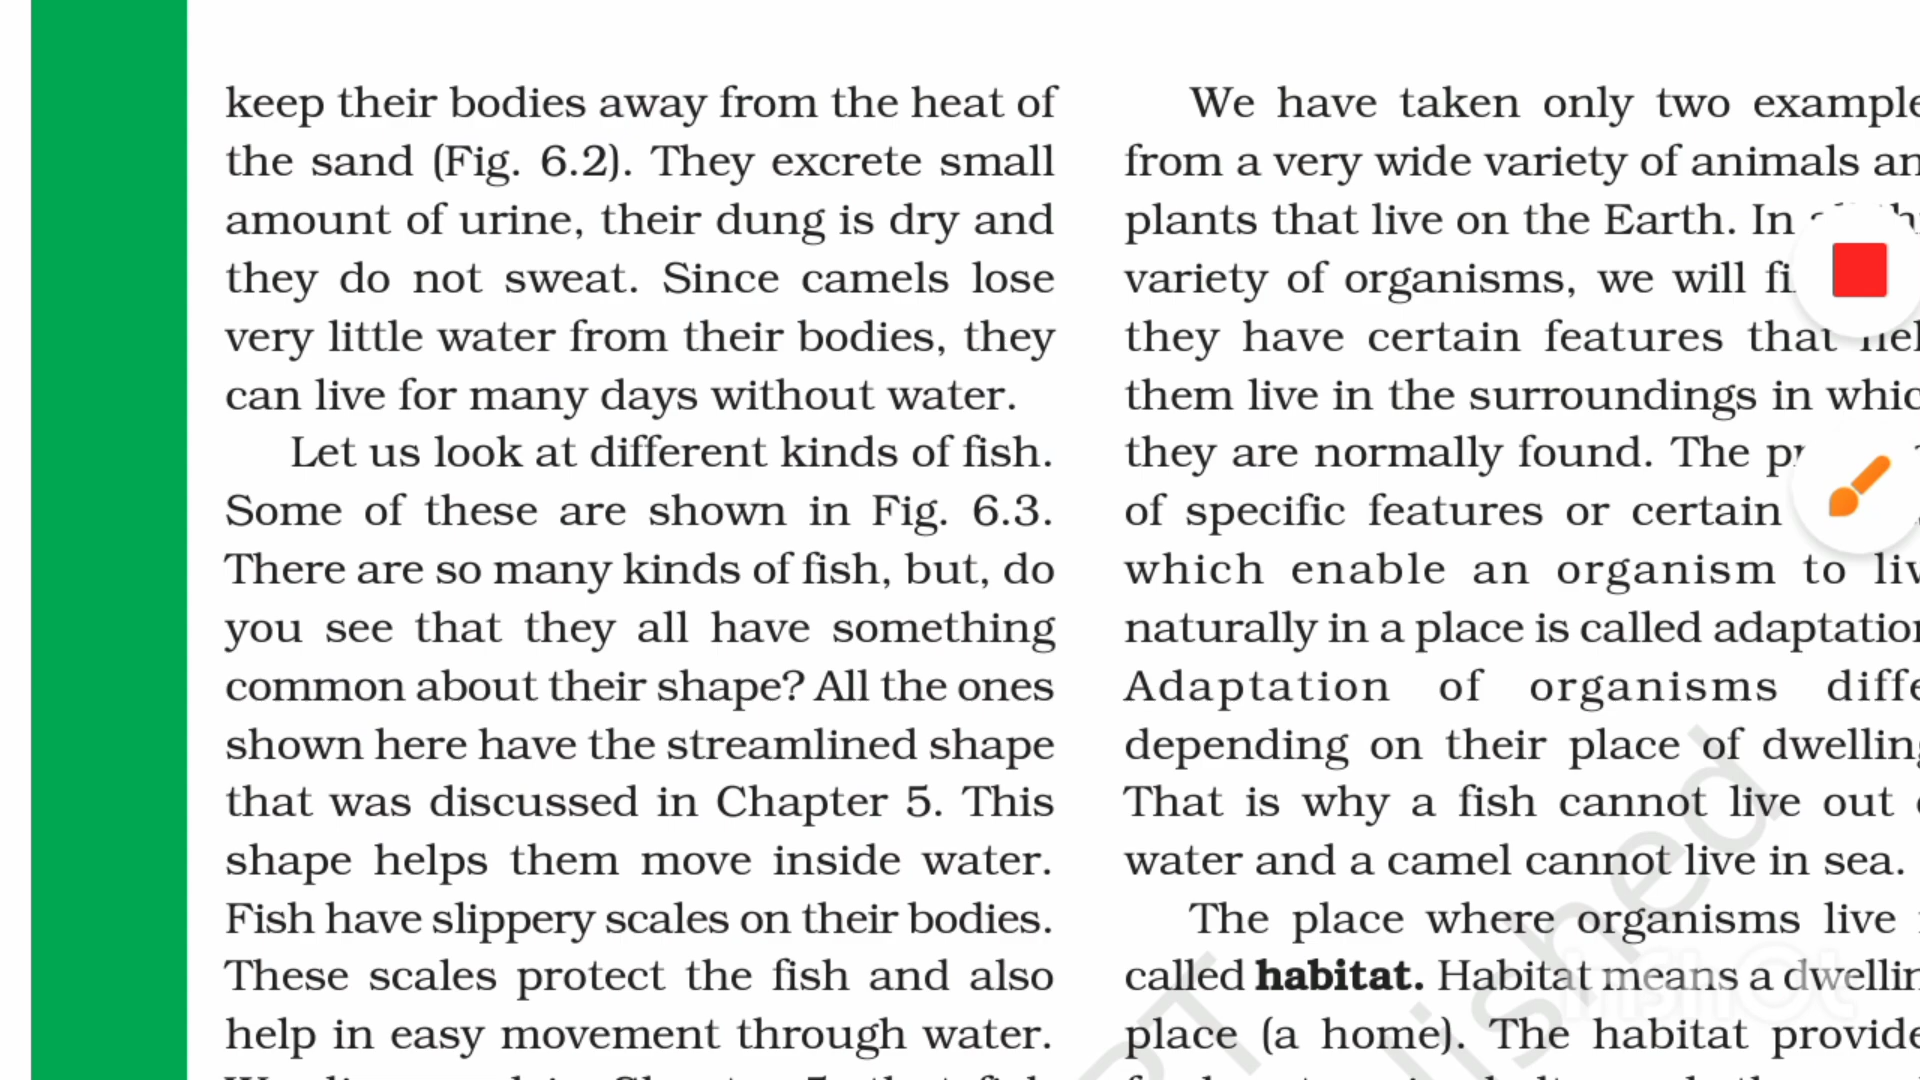 keep their bodies away from the heat of
the sand (Fig. 6.2). They excrete small
amount of urine, their dung is dry and
they do not sweat. Since camels lose
very little water from their bodies, they
can live for many days without water.
Let us look at different kinds of fish.
Some of these are shown in Fig. 6.3.
There are so many kinds of fish, but, do
you see that they all have something
common about their shape? All the ones
shown here have the streamlined shape
that was discussed in Chapter 5. This
shape helps them move inside water.
Fish have slippery scales on their bodies.
These scales protect the fish and also
help in easy movement through water.
We have taken only two example
from a very wide variety of animals an
plants that live on the Earth. In
variety of organisms, we will
they have certain features that
them live in the surroundings in whic
they are normally found. The
of specific features or certain
which enable an organism to liv
naturally in a place is called adaptation
Adaptation of organisms diffe
depending on their place of dwelling
That is why a fish cannot live out
water and a camel cannot live in sea.
The place where organisms live
called habitat. Habitat means a dwellin
place (a home). The habitat provide